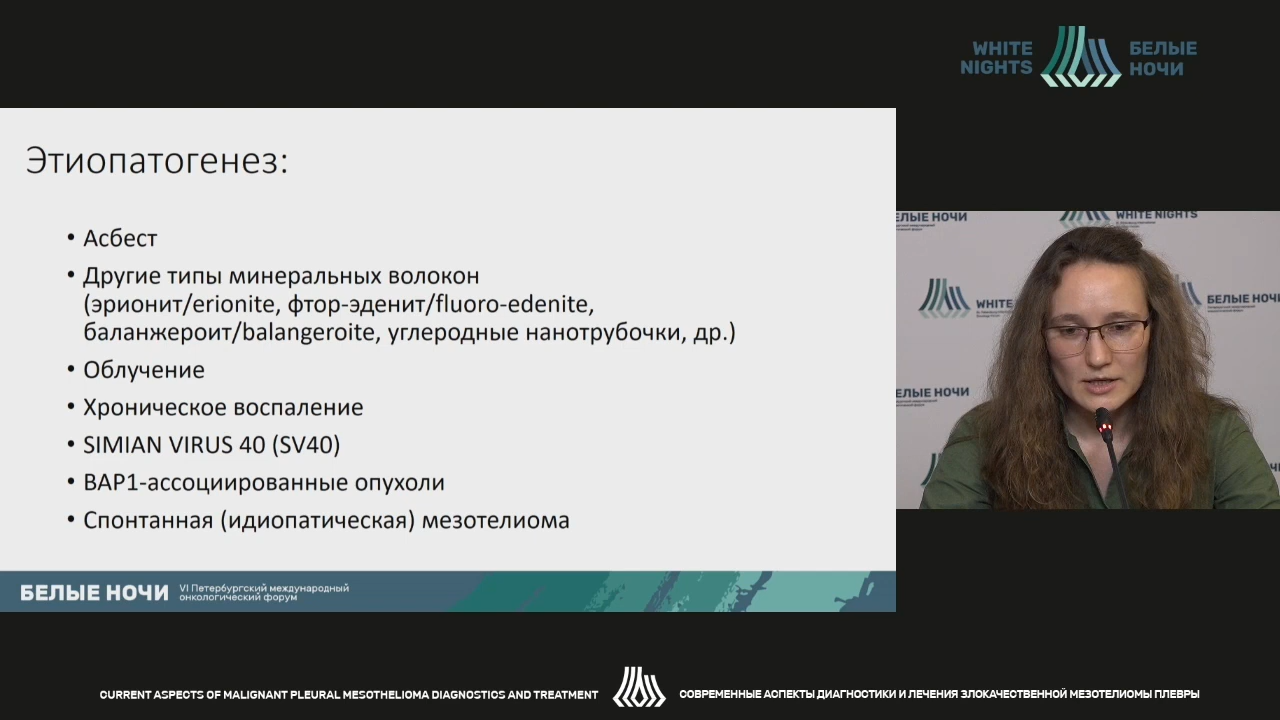 WHITE
NIGHTS
БЕЛЫЕ
НОЧИ
Этиопатогенез:
• Асбест
• Другие типы минеральных волокон
(эрионит/erionite, фтор-эденит/fluoro-edenite,
баланжероит/balangeroite, углеродные нанотрубочки, др.)
• Облучение
• Хроническое воспаление
• SIMIAN VIRUS 40 (SV40)
• BAP1-ассоциированные опухоли
• Спонтанная (идиопатическая) мезотелиома
БЕЛЫЕ НОЧИ
VI Петербургский международный
онкологический форум
ЕЛЫЕ НОЧИ
WHITE NIGHTS
WHITE
БЕЛЫЕ НОЧИ
ЕЛЫЕ НОЧИ
CURRENT ASPECTS OF MALIGNANT PLEURAL MESOTHELIOMA DIAGNOSTICS AND TREATMENT
СОВРЕМЕННЫЕ АСПЕКТЫ ДИАГНОСТИКИ И ЛЕЧЕНИЯ ЗЛОКАЧЕСТВЕННОЙ МЕЗОТЕЛИОМЫ ПЛЕВРЫ